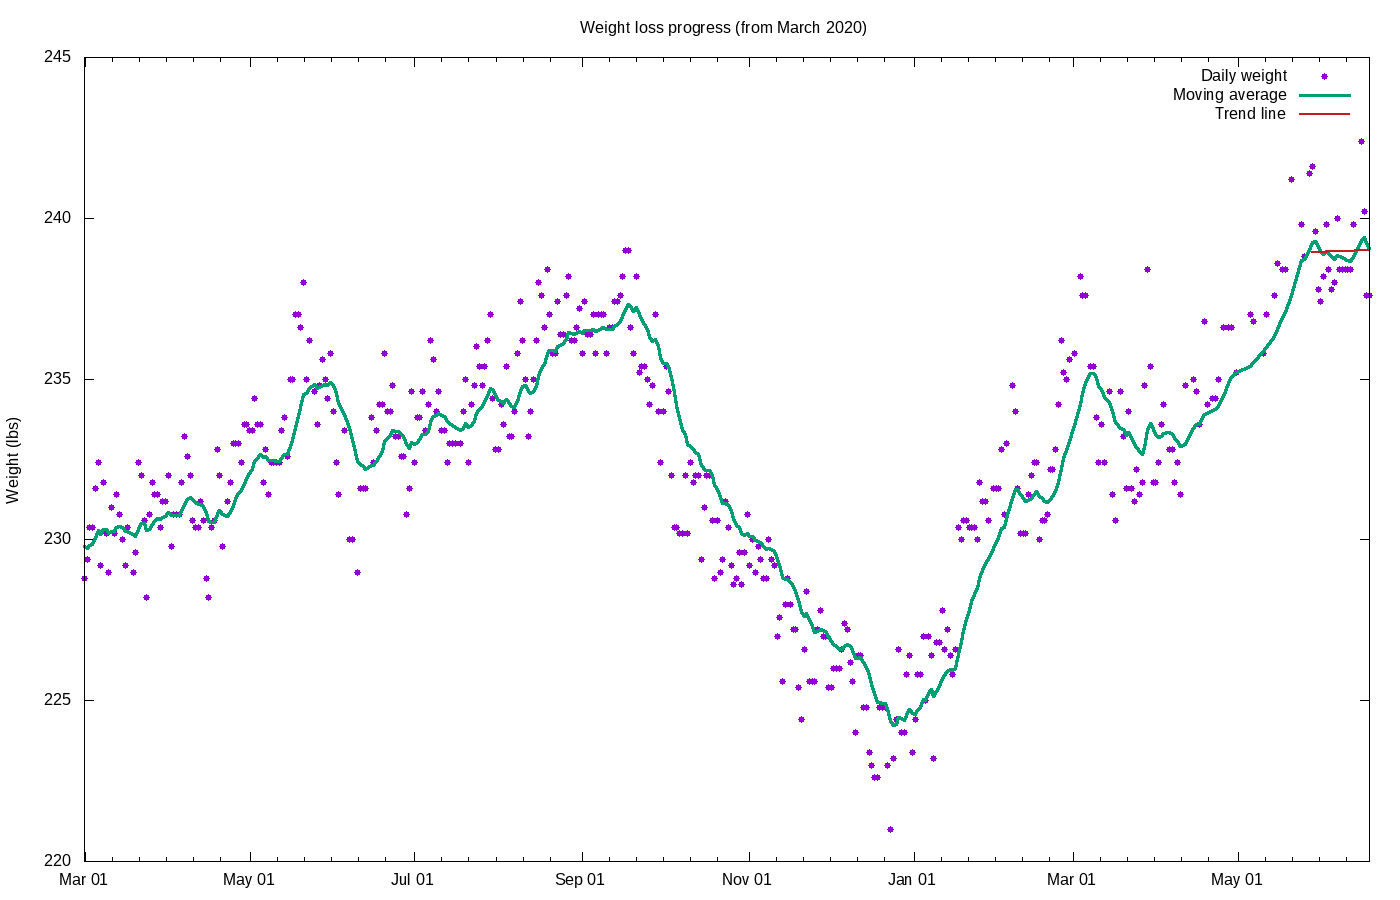 Weight loss progress (from March 2020)
245
240
235
230
225
220
Weight (lbs)
Daily weight
Moving average
Trend line
Mar 01
May 01
Jul 01
Sep 01
Nov 01
Jan 01
Mar 01
May 01